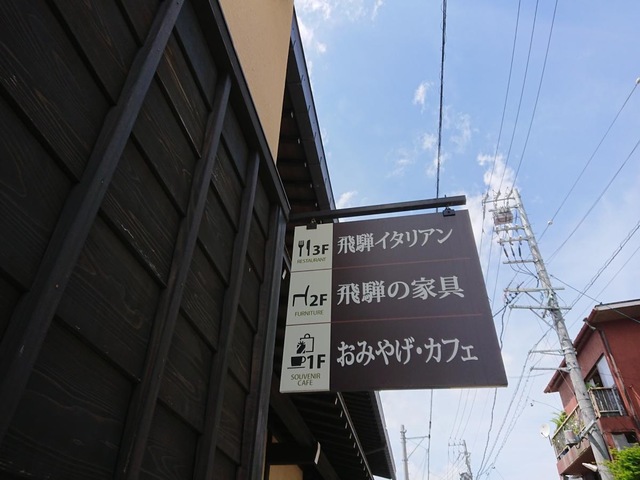 3F 飛騨イタリアン
RESTAURANT
2F 飛騨の家具
FURNITURE
1F おみやげ・カフェ
SOUVENIR
CAFE